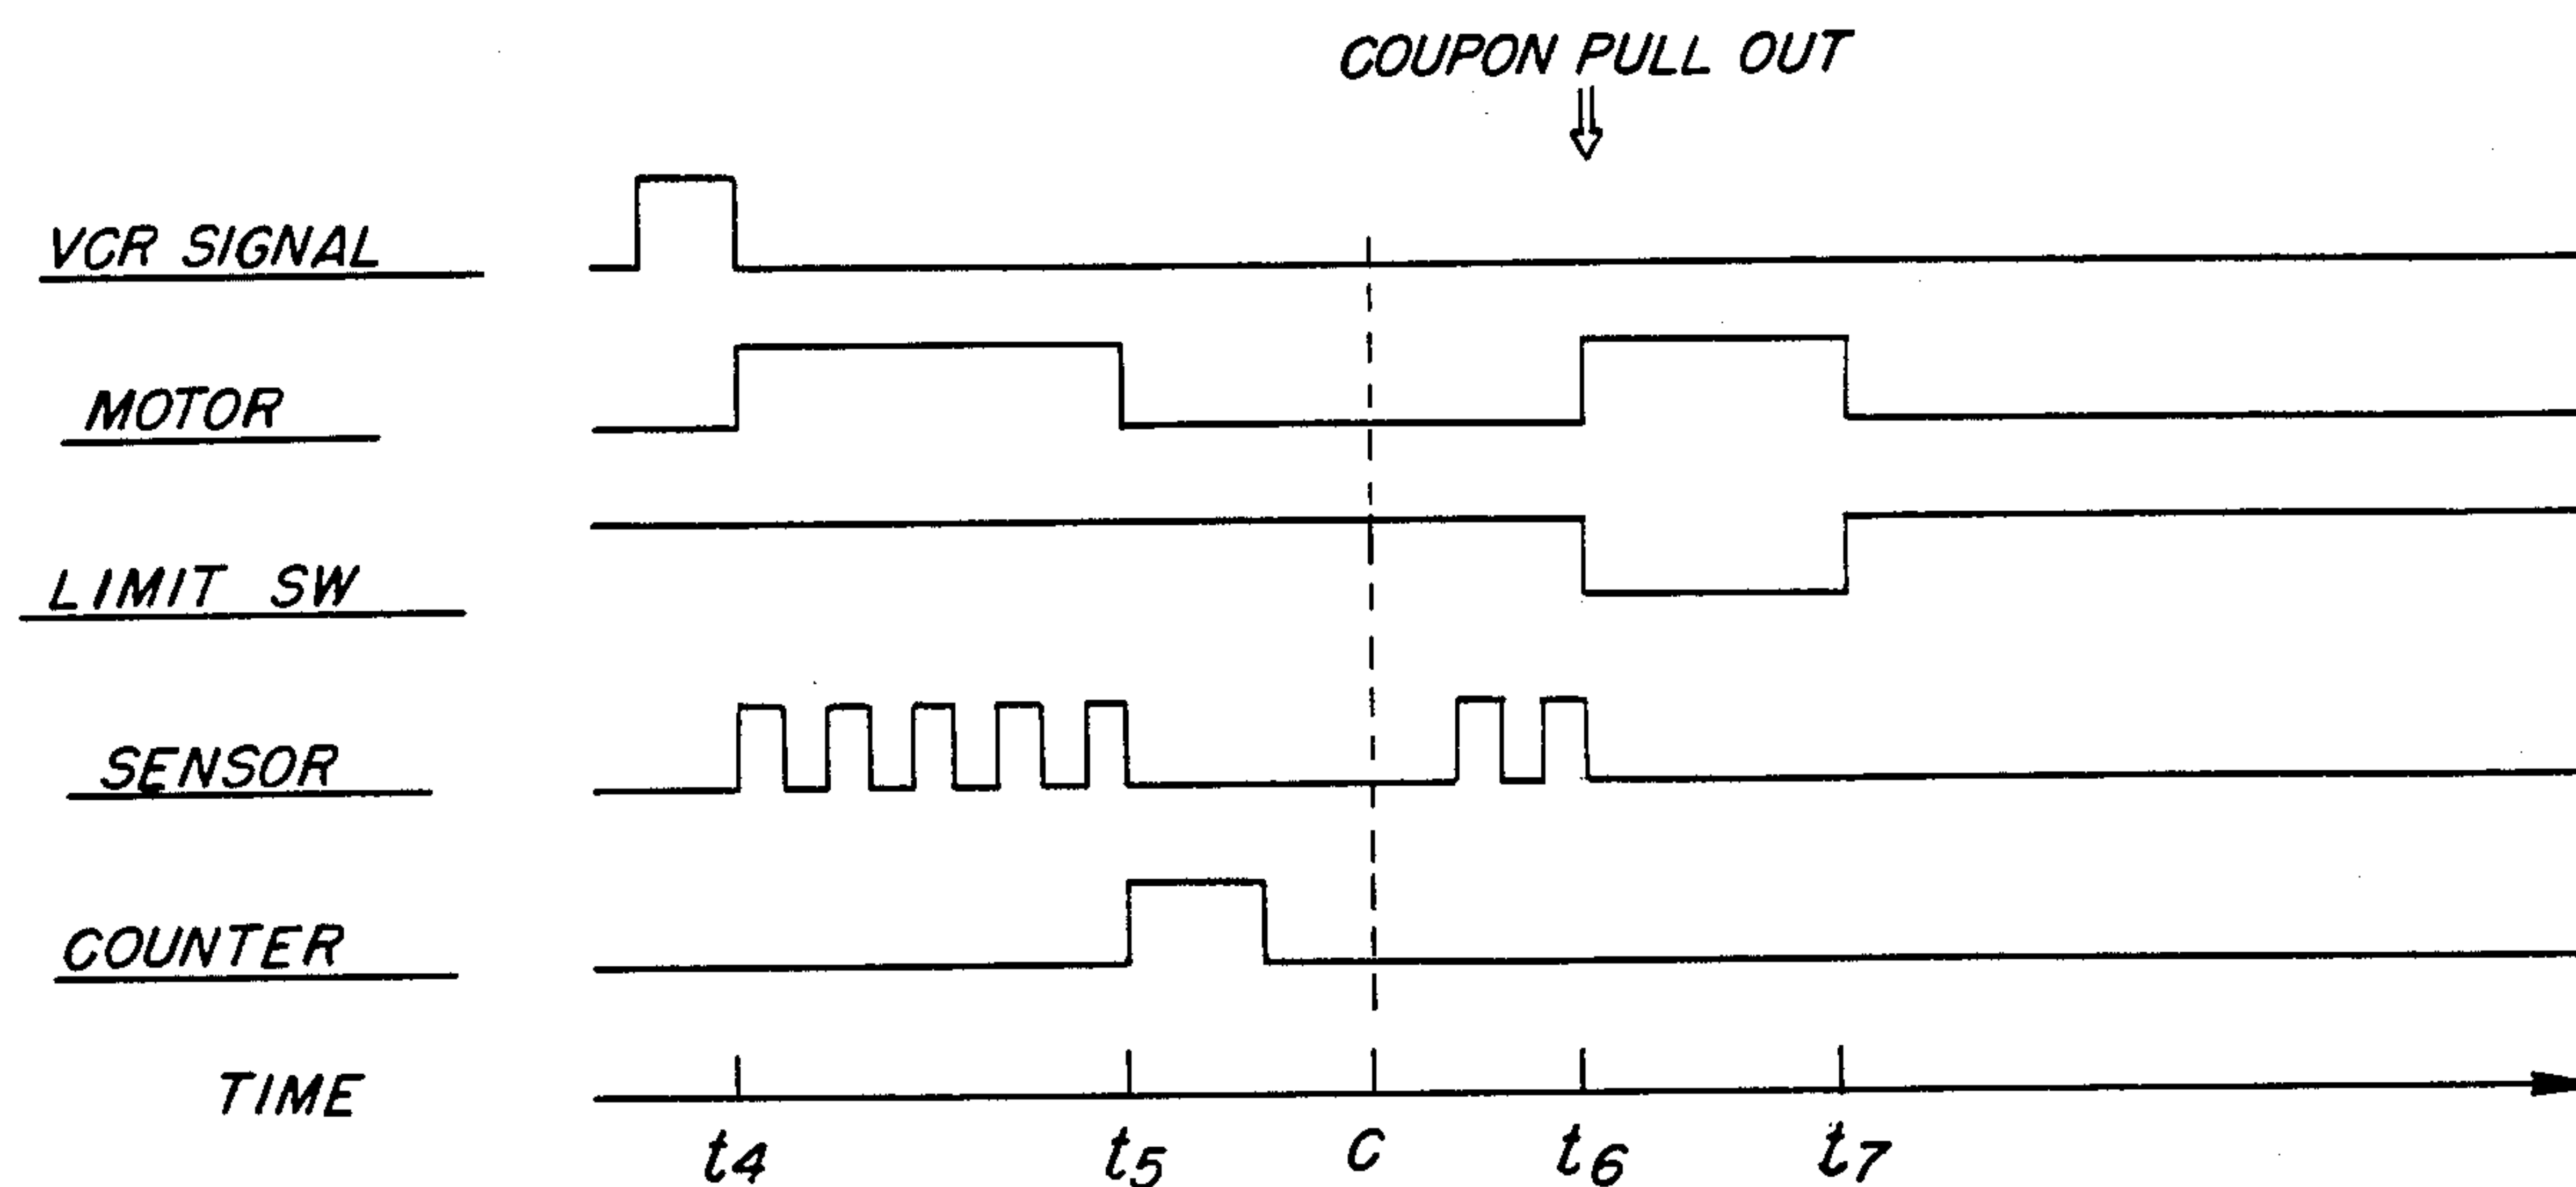 COUPON PULL OUT
VCR SIGNAL
MOTOR
LIMIT SW
SENSOR
COUNTER
TIME
t4 t5 C t6 t7